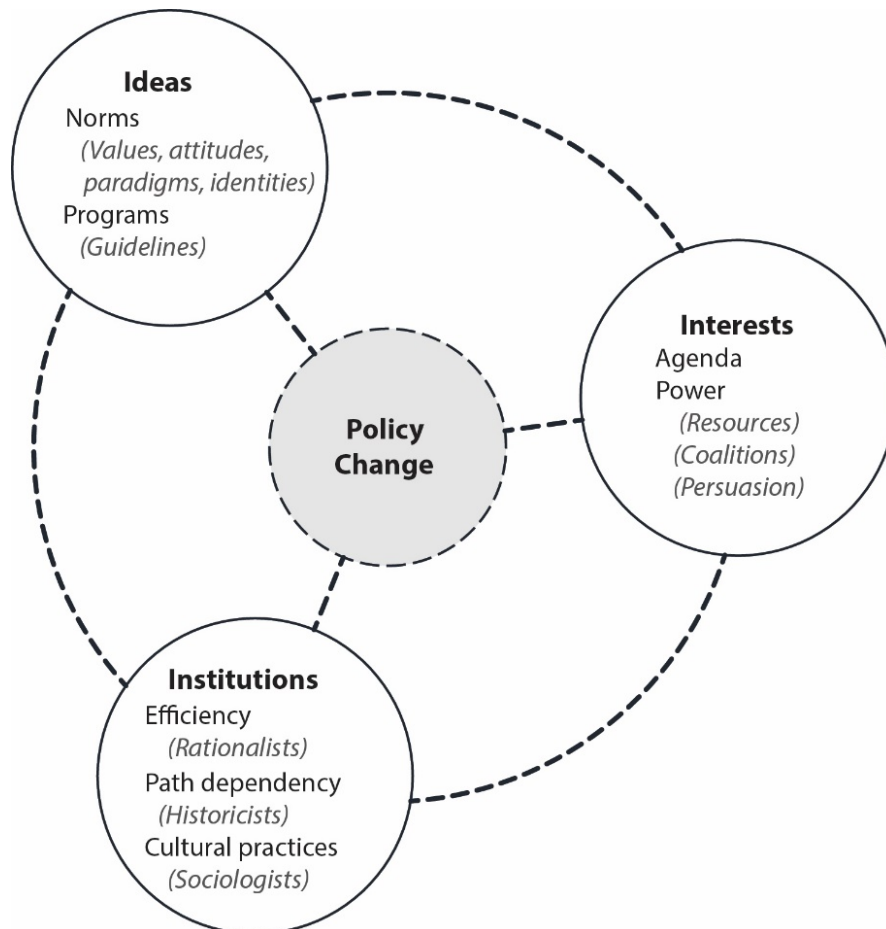 Ideas
Norms
(Values, attitudes,
paradigms, identities)
Programs
(Guidelines)
Interests
Agenda
Power
(Resources)
(Coalitions)
(Persuasion)
Policy
Change
Institutions
Efficiency
(Rationalists)
Path dependency
(Historicists)
Cultural practices
(Sociologists)